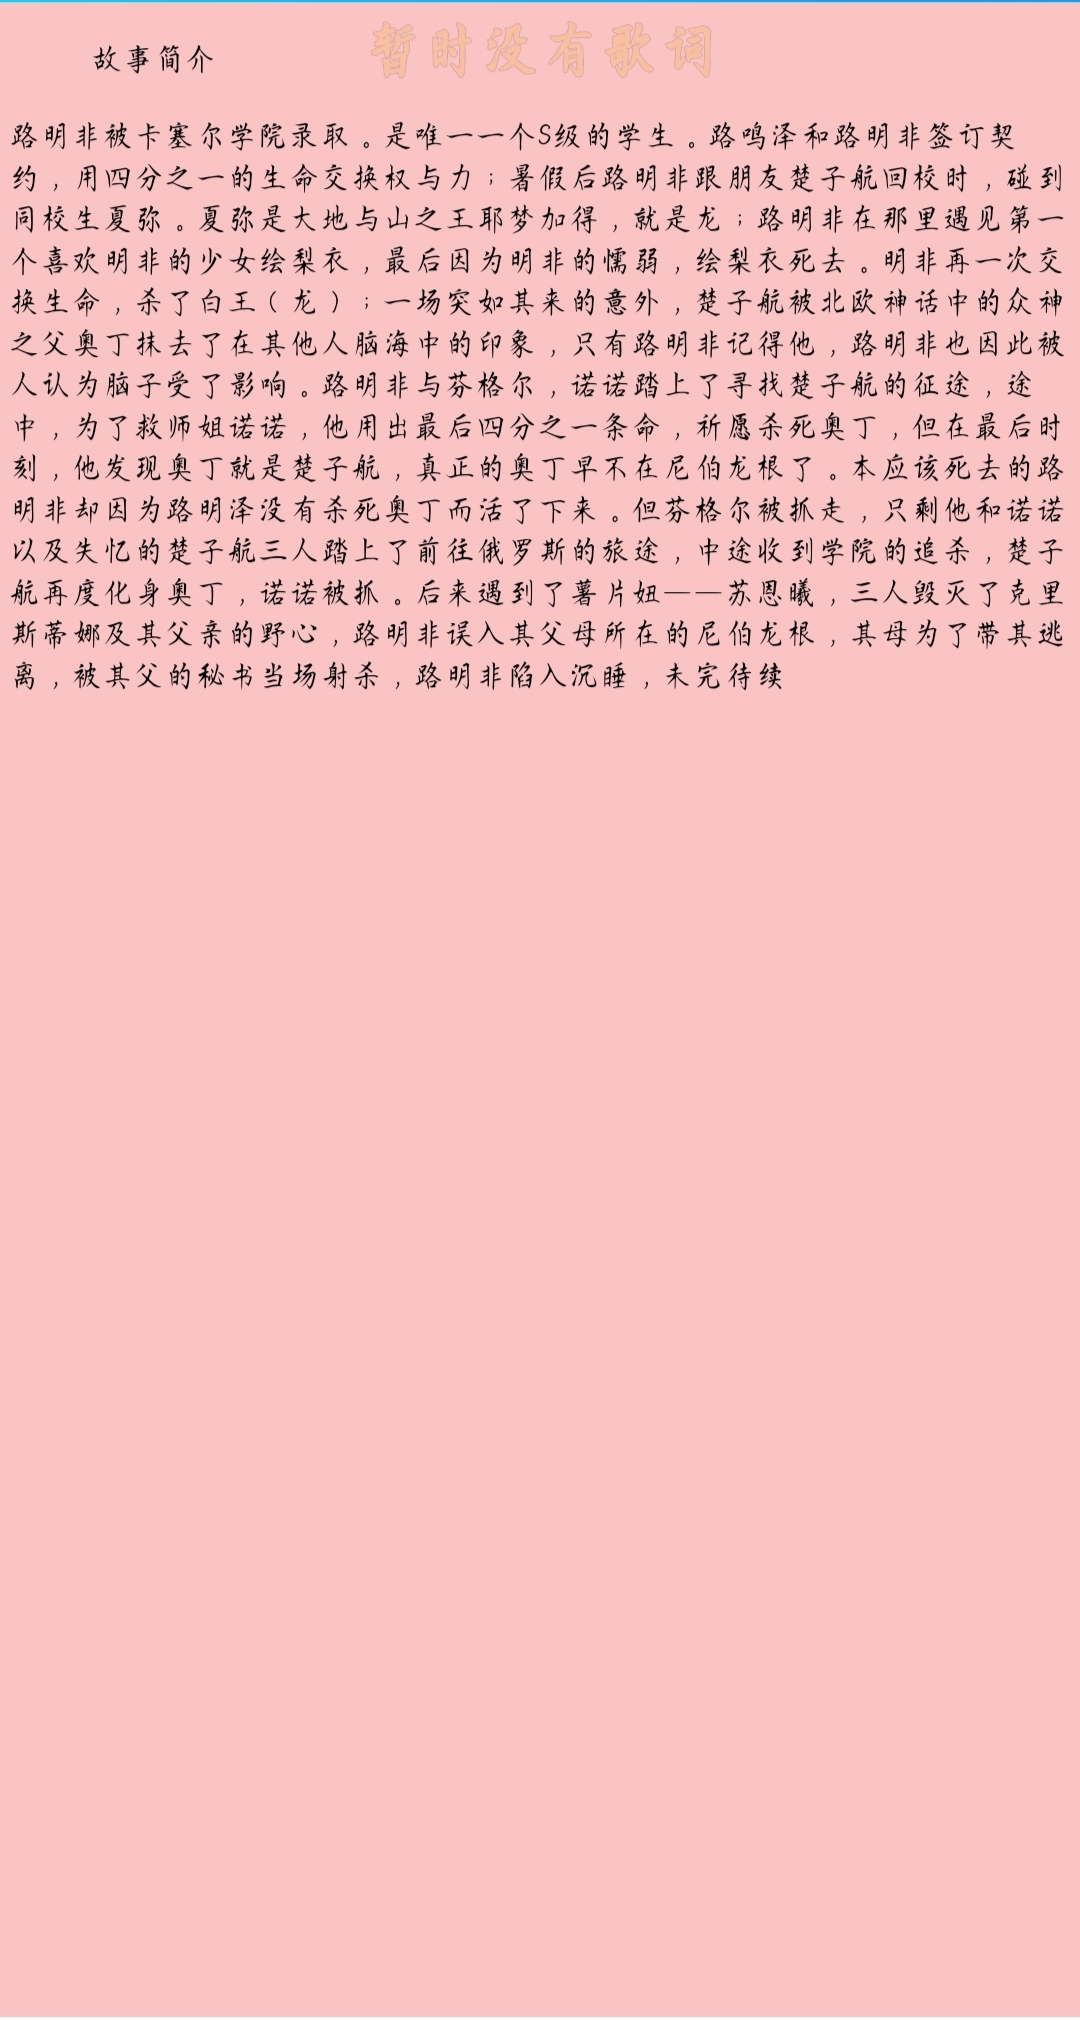 暂时没有歌词
故事简介
路明非被卡塞尔学院录取。是唯一一个S级的学生。路鸣泽和路明非签订契
约，用四分之一的生命交换权与力；暑假后路明非跟朋友楚子航回校时，碰到
同校生夏弥。夏弥是大地与山之王耶梦加得，就是龙；路明非在那里遇见第一
个喜欢明非的少女绘梨衣，最后因为明非的懦弱，绘梨衣死去。明非再一次交
换生命，杀了白王（龙）；一场突如其来的意外，楚子航被北欧神话中的众神
之父奥丁抹去了在其他人脑海中的印象，只有路明非记得他，路明非也因此被
人认为脑子受了影响。路明非与芬格尔，诺诺踏上了寻找楚子航的征途，途
中，为了救师姐诺诺，他用出最后四分之一条命，祈愿杀死奥丁，但在最后时
刻，他发现奥丁就是楚子航，真正的奥丁早不在尼伯龙根了。本应该死去的路
明非却因为路明泽没有杀死奥丁而活了下来。但芬格尔被抓走，只剩他和诺诺
以及失忆的楚子航三人踏上了前往俄罗斯的旅途，中途收到学院的追杀，楚子
航再度化身奥丁，诺诺被抓。后来遇到了薯片妞——苏恩曦，三人毁灭了克里
斯蒂娜及其父亲的野心，路明非误入其父母所在的尼伯龙根，其母为了带其逃
离，被其父的秘书当场射杀，路明非陷入沉睡，未完待续